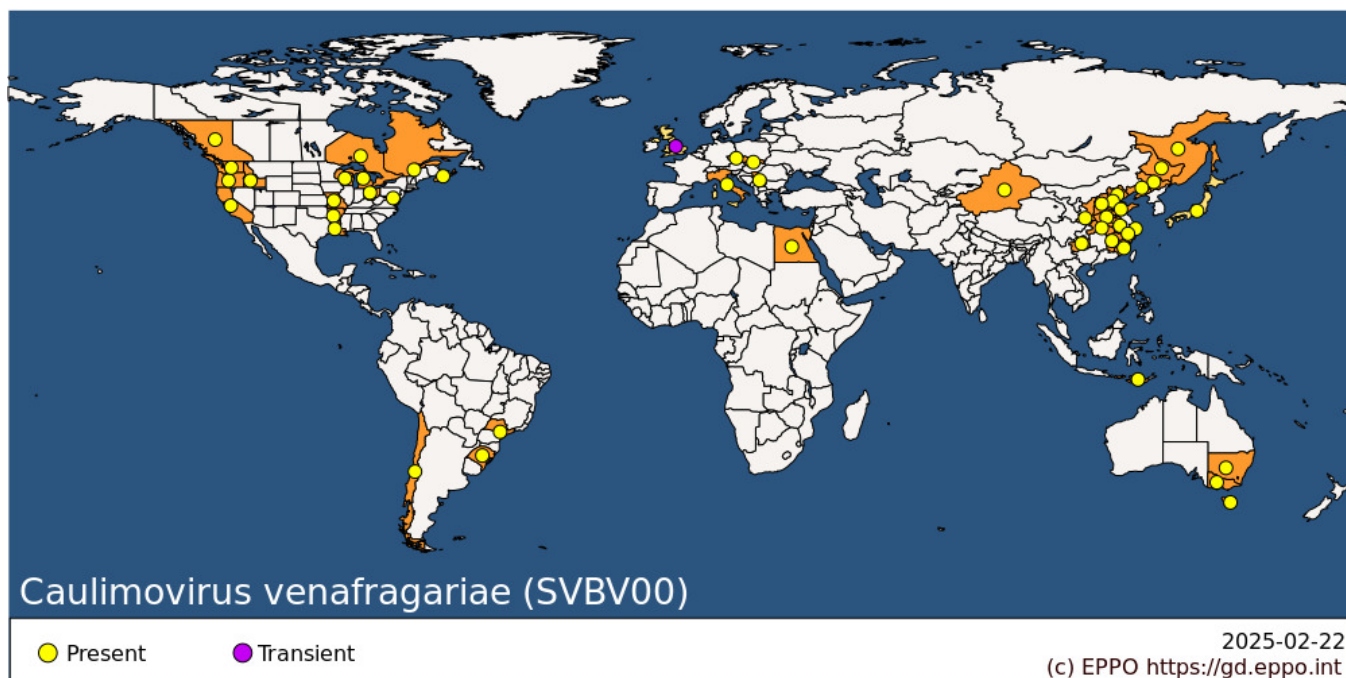 Caulimovirus venafragariae (SVBV00)
Present
Transient
2025-02-22
(c) EPPO https://gd.eppo.int